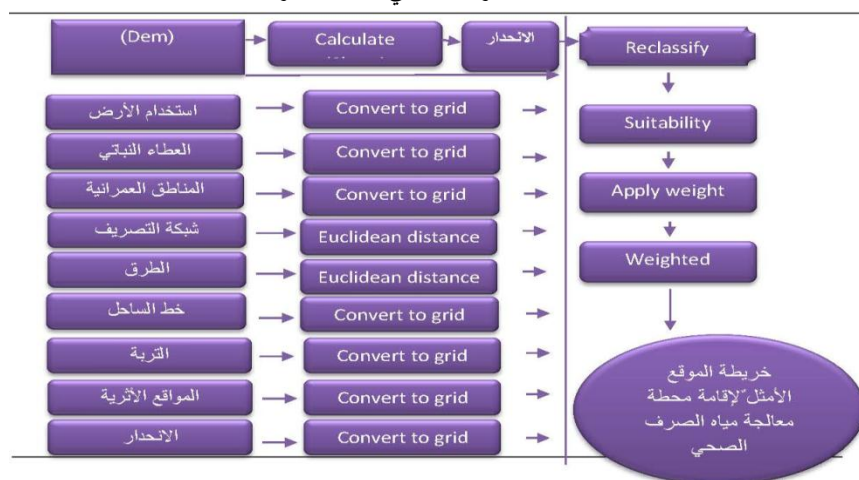 (Dem)
Calculate
الانحدار
Reclassify
استخدام الأرض
Convert to grid
Suitability
العطاء النباتي
Convert to grid
المناطق العمرانية
Convert to grid
Apply weight
شبكة التصريف
Euclidean distance
Weighted
الطرق
Euclidean distance
خط الساحل
Convert to grid
التربة
Convert to grid
المواقع الأثرية
Convert to grid
الانحدار
Convert to grid
خريطة الموقع
الأمثل لإقامة محطة
معالجة مياه الصرف
الصحي